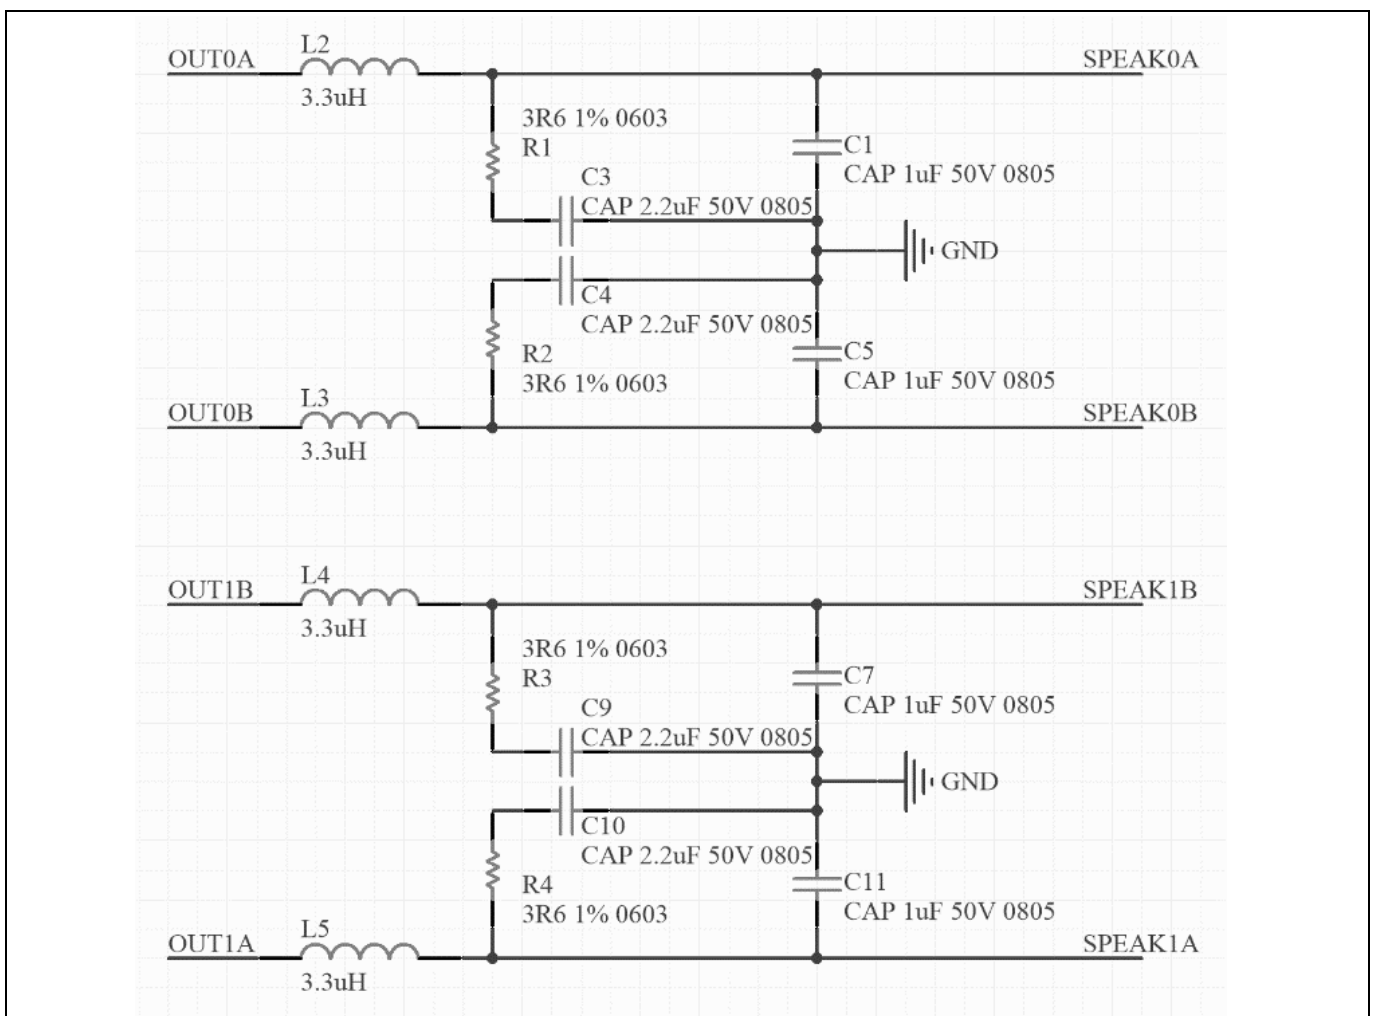 L2
OUT0A
SPEAK0A
3.3uH
3R6 1% 0603
R1
C1
CAP 1uF 50V 0805
C3
CAP 2.2uF 50V 0805
GND
C4
CAP 2.2uF 50V 0805
R2
C5
3R6 1% 0603
CAP 1uF 50V 0805
L3
OUT0B
SPEAK0B
3.3uH
L4
OUT1B
SPEAK1B
3.3uH
3R6 1% 0603
R3
C7
CAP 1uF 50V 0805
C9
CAP 2.2uF 50V 0805
GND
C10
CAP 2.2uF 50V 0805
R4
C11
3R6 1% 0603
CAP 1uF 50V 0805
L5
OUT1A
SPEAK1A
3.3uH